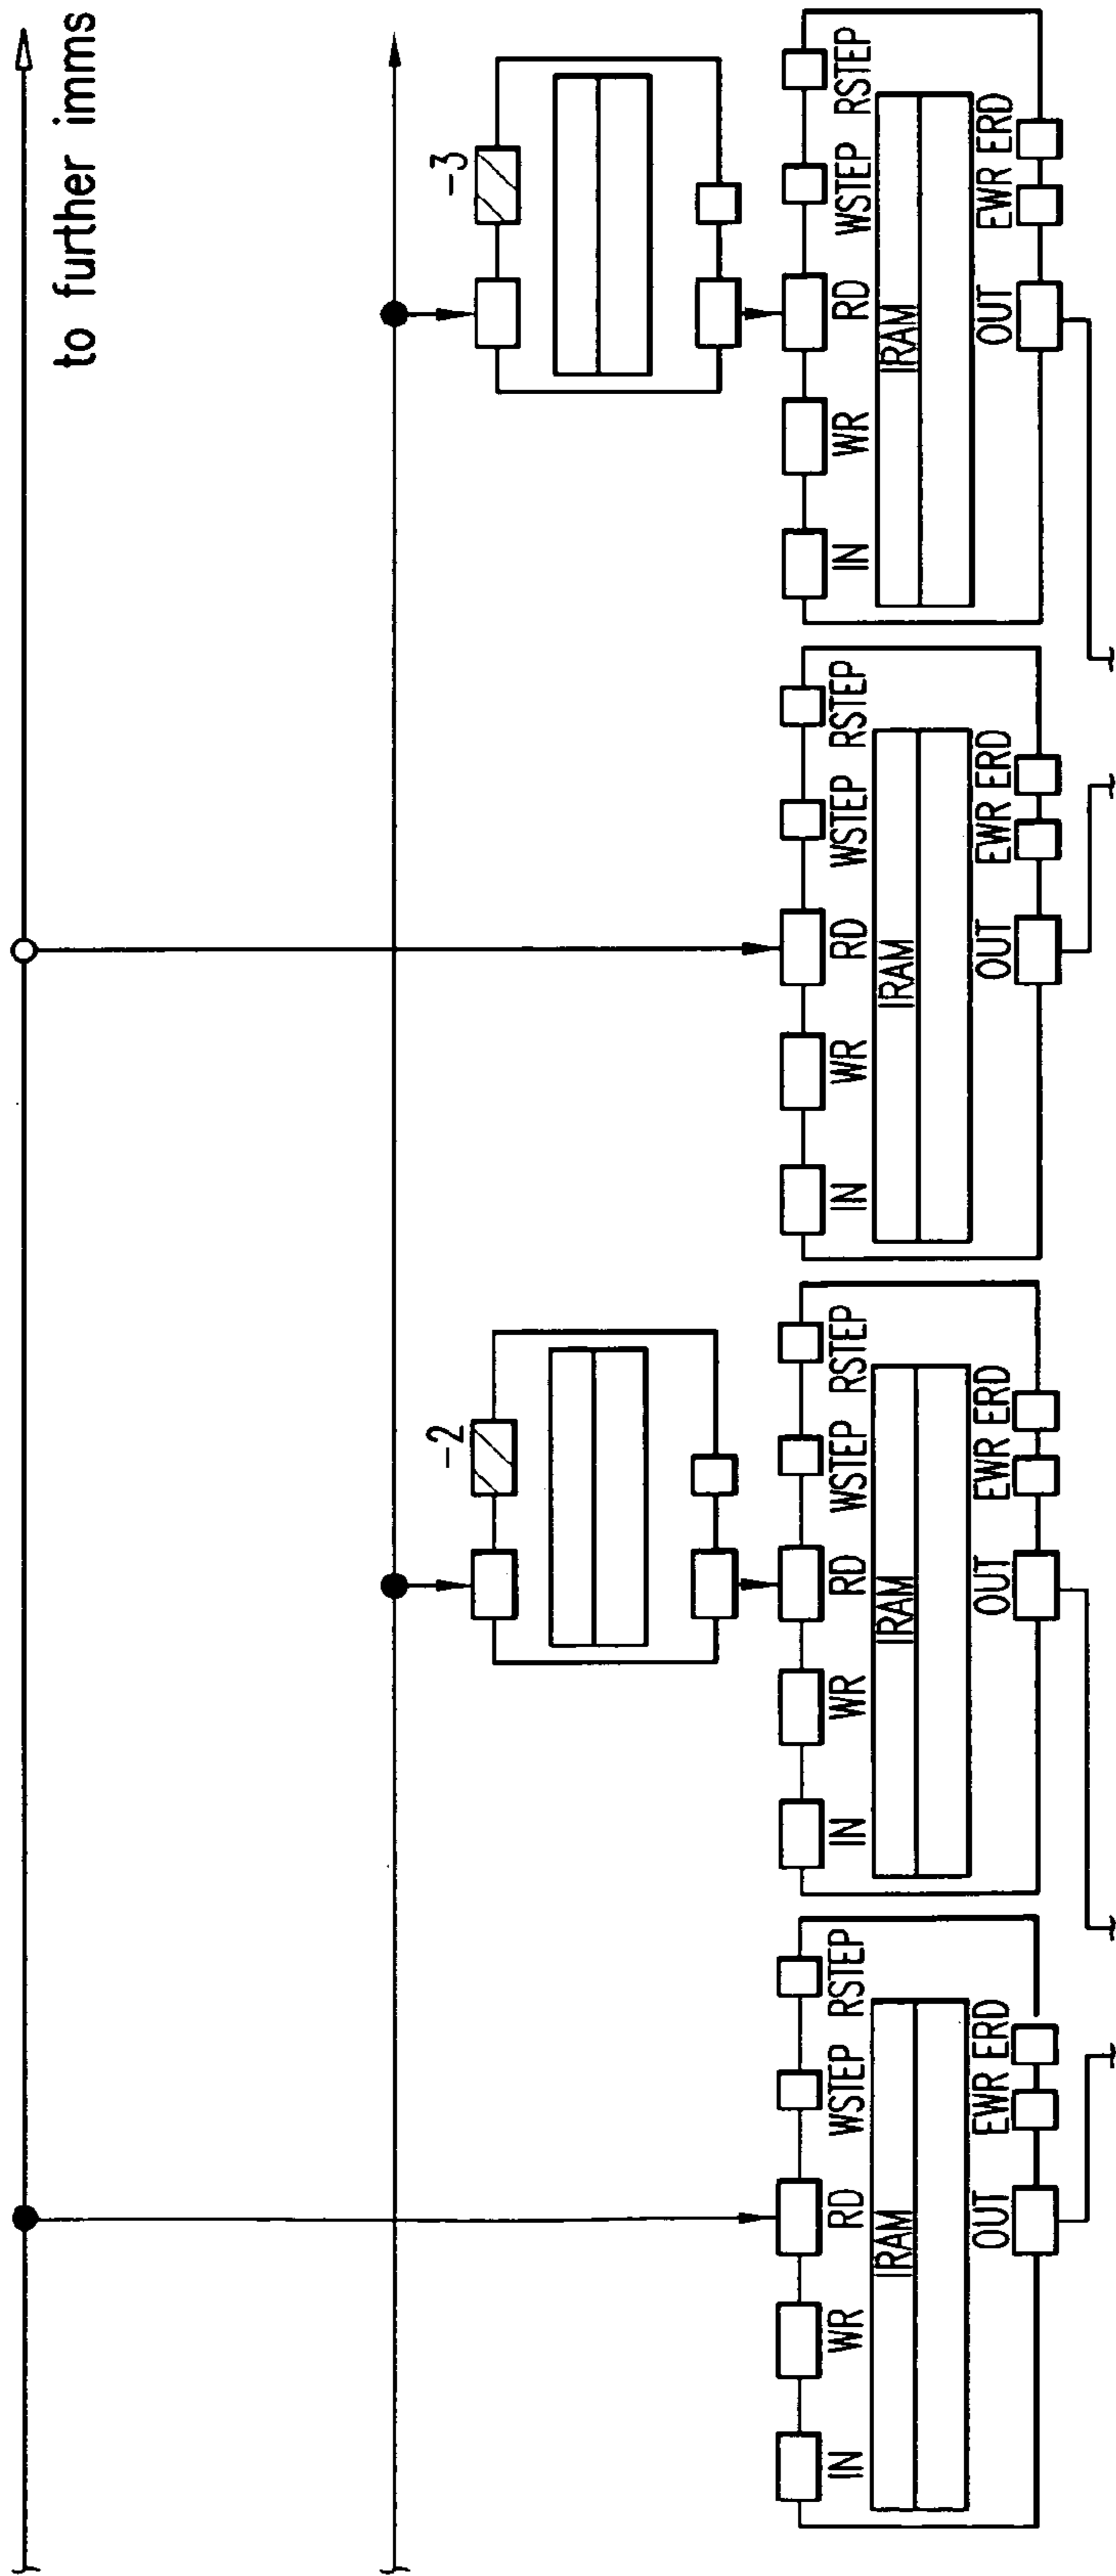 to further imms
-2
-3
IN WR RD WSTEP RSTEP
IRAM
OUT EWR ERD
IN WR RD WSTEP RSTEP
IRAM
OUT EWR ERD
IN WR RD WSTEP RSTEP
IRAM
OUT EWR ERD
IN WR RD WSTEP RSTEP
IRAM
OUT EWR ERD